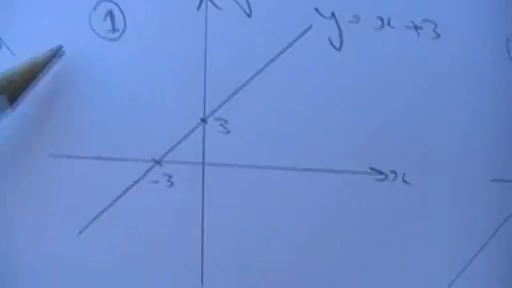 ①
y
y = x + 3
3
-3
x